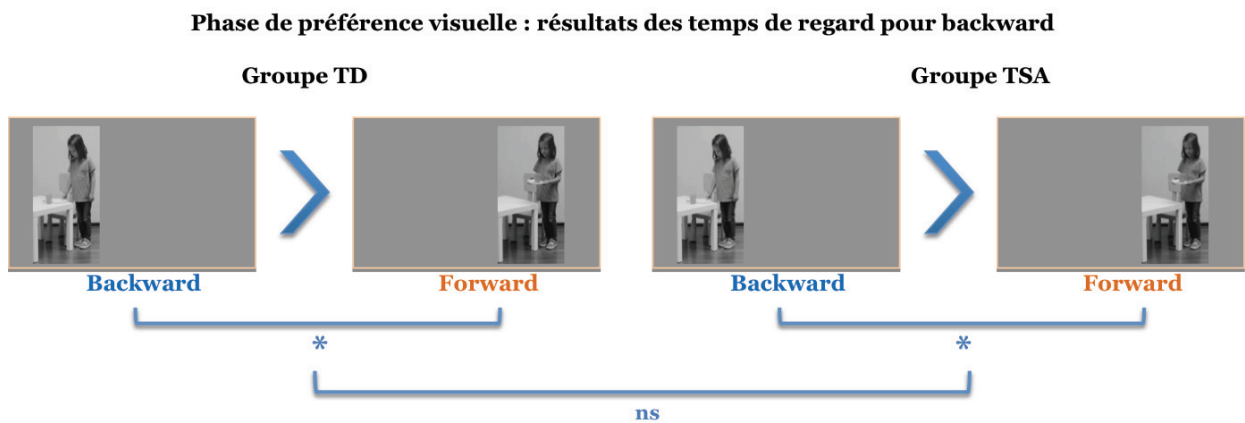 Phase de préférence visuelle : résultats des temps de regard pour backward
Groupe TD
Groupe TSA
Backward
Forward
Backward
Forward
*
*
ns